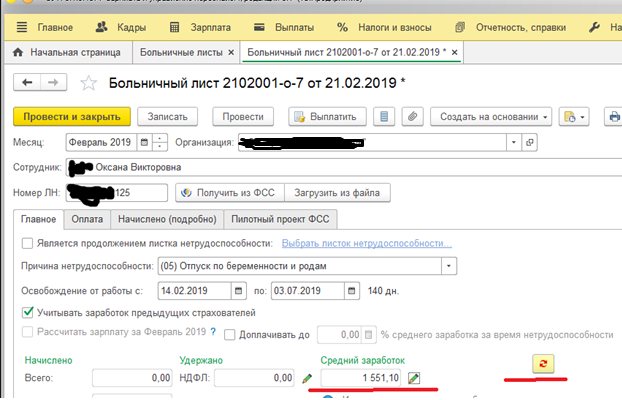 Главное Кадры Зарплата Выплаты % Налоги и взносы Отчетность, справки
Начальная страница Больничные листы × Больничный лист 2102001-о-7 от 21.02.2019 * ×
Больничный лист 2102001-о-7 от 21.02.2019 *
Провести и закрыть Записать Провести Выплатить Создать на основании
Месяц: Февраль 2019 Организация:
Сотрудник: Оксана Викторовна
Номер ЛН: 125 Получить из ФСС Загрузить из файла
Главное Оплата Начислено (подробно) Пилотный проект ФСС
Является продолжением листка нетрудоспособности: Выбрать листок нетрудоспособности...
Причина нетрудоспособности: (05) Отпуск по беременности и родам
Освобождение от работы с: 14.02.2019 по: 03.07.2019 140 дн.
Учитывать заработок предыдущих страхователей
Рассчитать зарплату за Февраль 2019 ? Доплачивать до 0,00 % среднего заработка за время нетрудоспособности
Начислено Удержано Средний заработок
Всего: 0,00 НДФЛ: 0,00 1 551,10